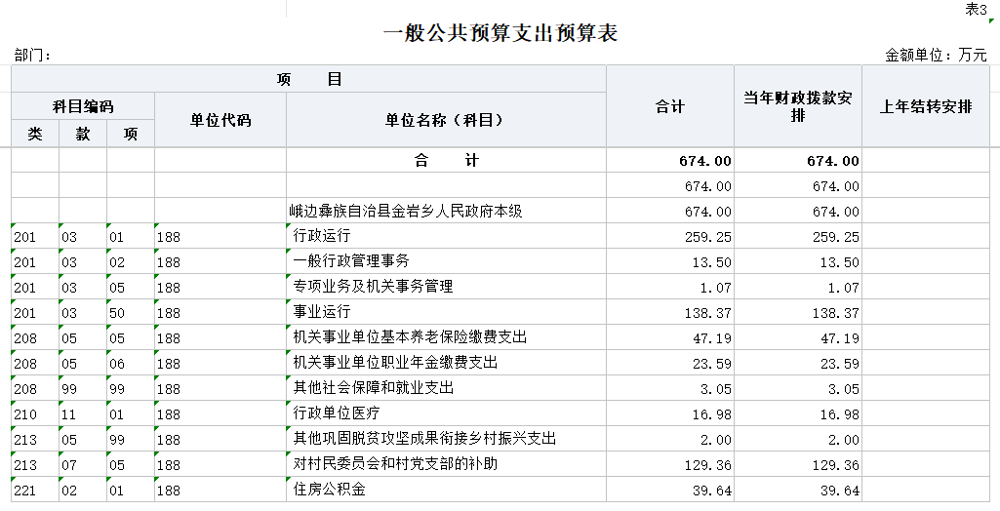 表3
一般公共预算支出预算表
部门：
金额单位：万元
项 目 合计 当年财政拨款安排 上年结转安排
科目编码 单位代码 单位名称（科目）
类 款 项
合 计 674.00 674.00
674.00 674.00
峨边彝族自治县金岩乡人民政府本级 674.00 674.00
201 03 01 188 行政运行 259.25 259.25
201 03 02 188 一般行政管理事务 13.50 13.50
201 03 05 188 专项业务及机关事务管理 1.07 1.07
201 03 50 188 事业运行 138.37 138.37
208 05 05 188 机关事业单位基本养老保险缴费支出 47.19 47.19
208 05 06 188 机关事业单位职业年金缴费支出 23.59 23.59
208 99 99 188 其他社会保障和就业支出 3.05 3.05
210 11 01 188 行政单位医疗 16.98 16.98
213 05 99 188 其他巩固脱贫攻坚成果衔接乡村振兴支出 2.00 2.00
213 07 05 188 对村民委员会和村党支部的补助 129.36 129.36
221 02 01 188 住房公积金 39.64 39.64